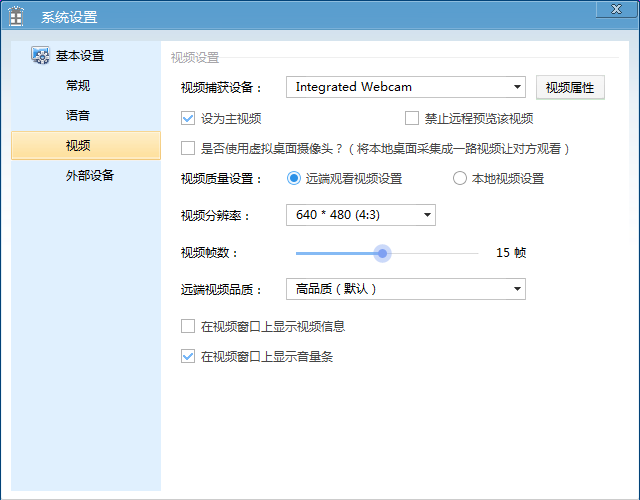 系统设置
基本设置
常规
语音
视频
外部设备
视频设置
视频捕获设备： Integrated Webcam 视频属性
设为主视频 禁止远程预览该视频
是否使用虚拟桌面摄像头？（将本地桌面采集成一路视频让对方观看）
视频质量设置： 远端观看视频设置 本地视频设置
视频分辨率： 640 * 480 (4:3)
视频帧数： 15 帧
远端视频品质： 高品质（默认）
在视频窗口上显示视频信息
在视频窗口上显示音量条